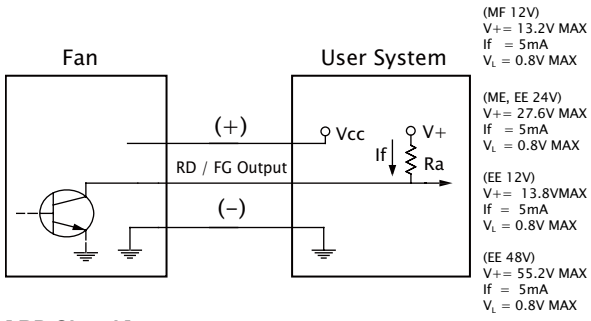 Fan
User System
(+)
Vcc
V+
If
Ra
RD / FG Output
(−)
(MF 12V)
V+= 13.2V MAX
If = 5mA
VL = 0.8V MAX
(ME, EE 24V)
V+= 27.6V MAX
If = 5mA
VL = 0.8V MAX
(EE 12V)
V+= 13.8VMAX
If = 5mA
VL = 0.8V MAX
(EE 48V)
V+= 55.2V MAX
If = 5mA
VL = 0.8V MAX